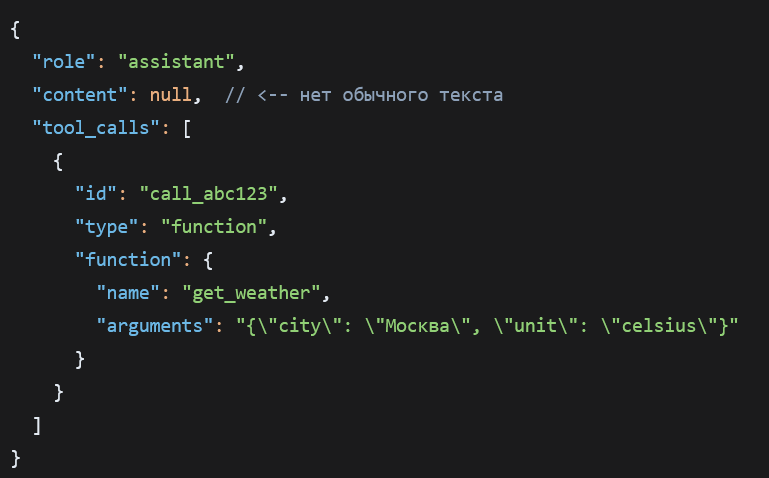 {
  "role": "assistant",
  "content": null,  // <-- нет обычного текста
  "tool_calls": [
    {
      "id": "call_abc123",
      "type": "function",
      "function": {
        "name": "get_weather",
        "arguments": "{\"city\": \"Москва\", \"unit\": \"celsius\"}"
      }
    }
  ]
}